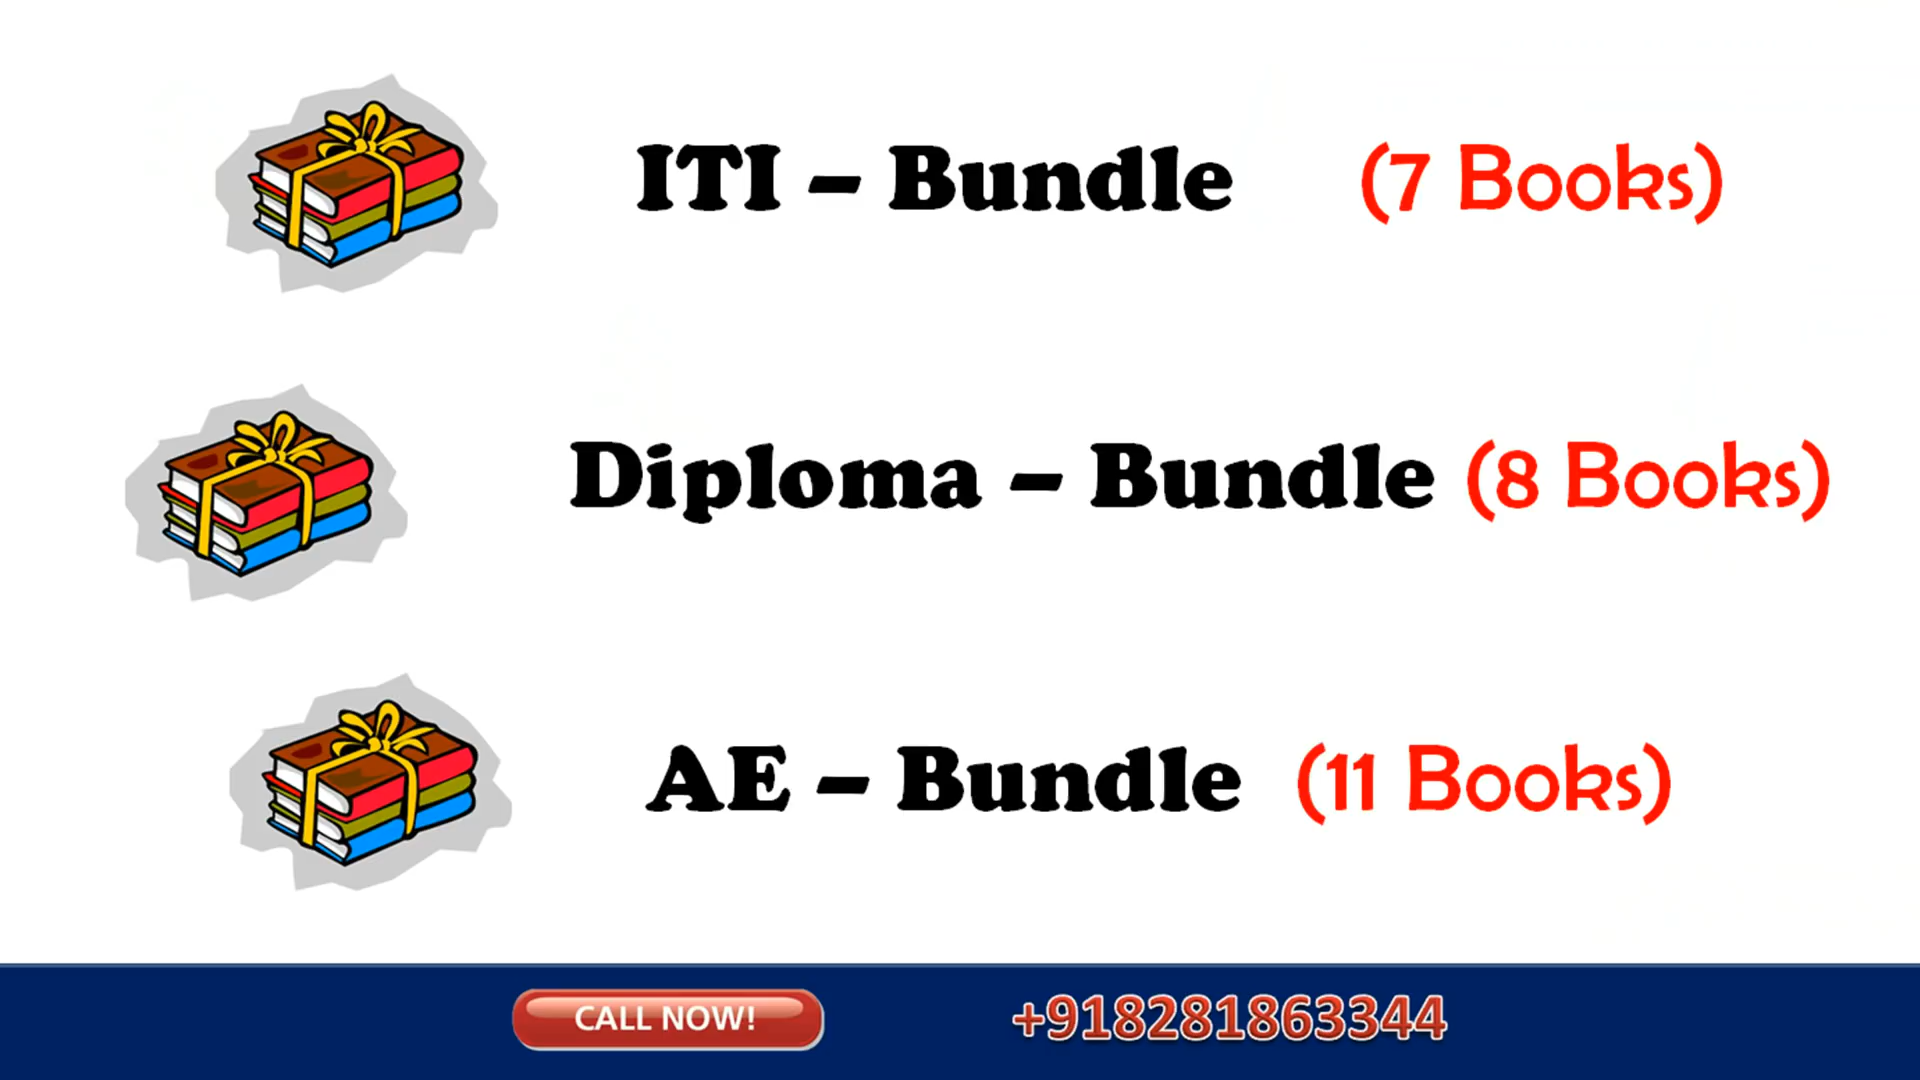 ITI – Bundle (7 Books)
Diploma – Bundle (8 Books)
AE – Bundle (11 Books)
CALL NOW! +918281863344